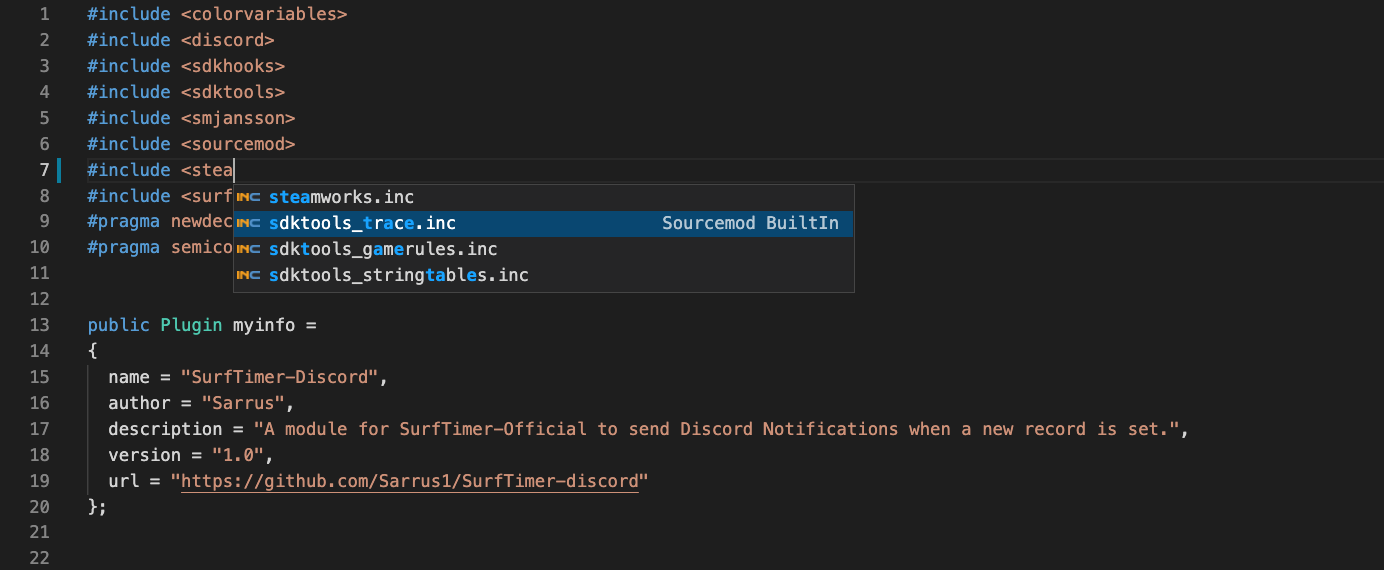 1 #include <colorvariables>
2 #include <discord>
3 #include <sdkhooks>
4 #include <sdktools>
5 #include <smjansson>
6 #include <sourcemod>
7 #include <stea
8 #include <surf
9 #pragma newdec
10 #pragma semico
INC steamworks.inc
INC sdktools_trace.inc Sourcemod BuiltIn
INC sdktools_gamerules.inc
INC sdktools_stringtables.inc
11
12
13 public Plugin myinfo =
14 {
15 name = "SurfTimer-Discord",
16 author = "Sarrus",
17 description = "A module for SurfTimer-Official to send Discord Notifications when a new record is set.",
18 version = "1.0",
19 url = "https://github.com/Sarrus1/SurfTimer-discord"
20 };
21
22